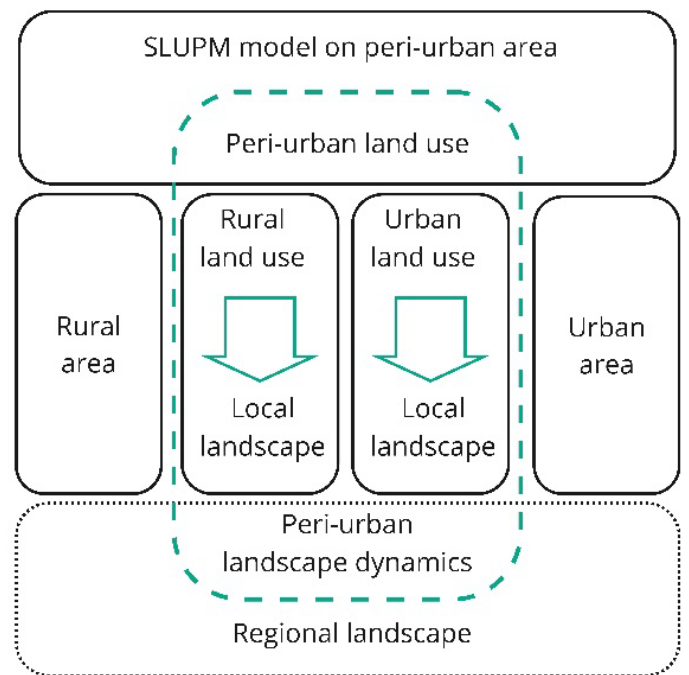 SLUPM model on peri-urban area
Peri-urban land use
Rural
area
Rural
land use
Local
landscape
Urban
land use
Local
landscape
Urban
area
Peri-urban
landscape dynamics
Regional landscape